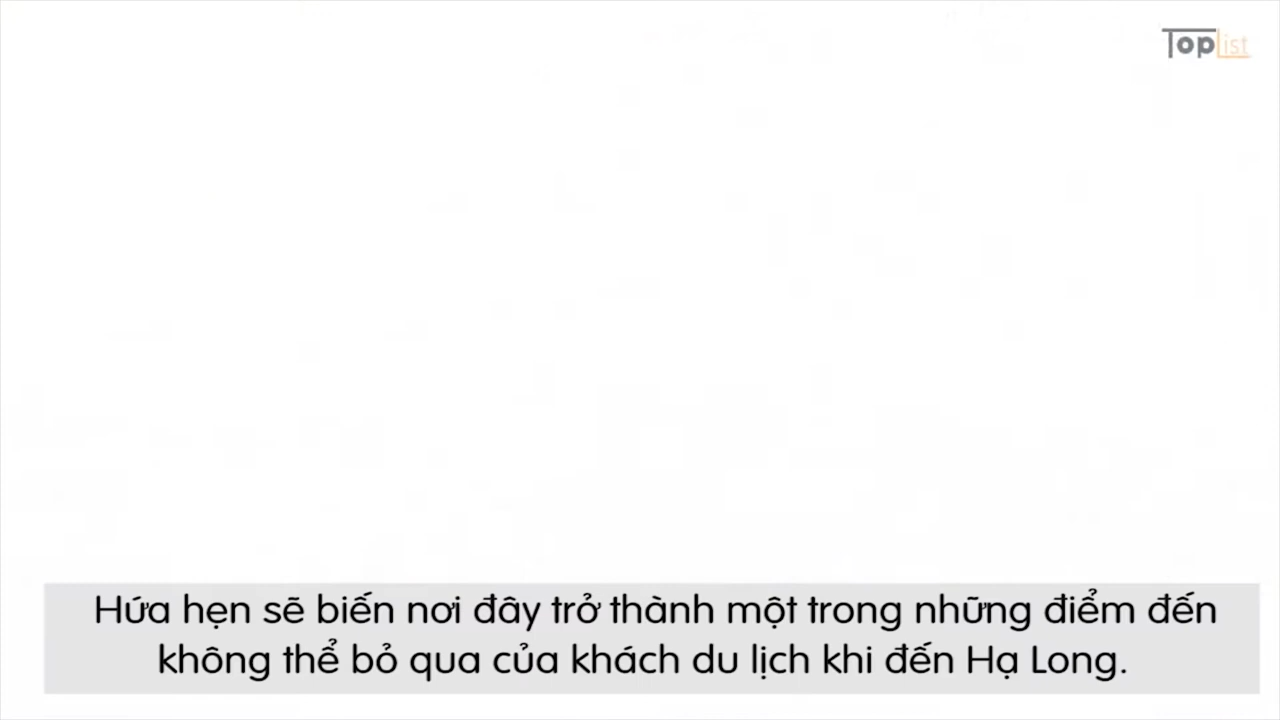 TopList
Hứa hẹn sẽ biến nơi đây trở thành một trong những điểm đến
không thể bỏ qua của khách du lịch khi đến Hạ Long.